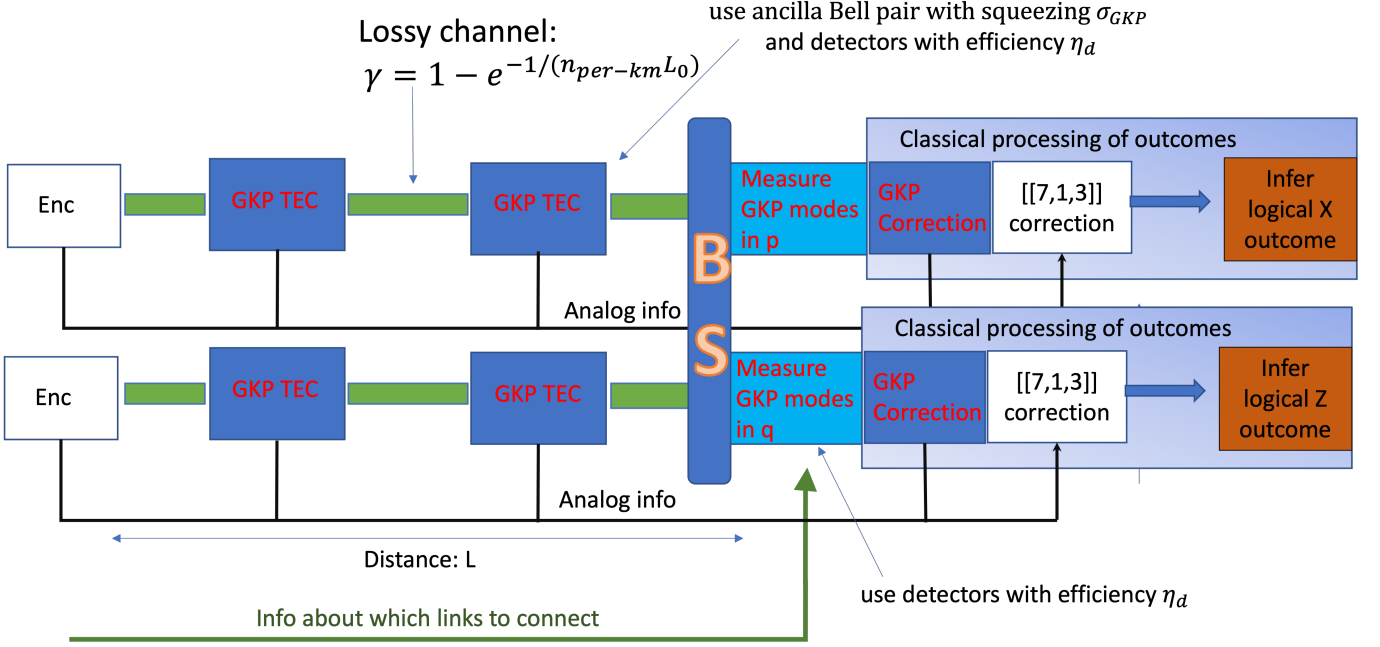 use ancilla Bell pair with squeezing σ_GKP
and detectors with efficiency η_d
Lossy channel:
γ = 1 − e^{−1/(n_{per−km}L_0)}
Enc
GKP TEC
GKP TEC
B
S
Measure
GKP modes
in p
Classical processing of outcomes
GKP
Correction
[[7,1,3]]
correction
Infer
logical X
outcome
Analog info
Enc
GKP TEC
GKP TEC
Measure
GKP modes
in q
Classical processing of outcomes
GKP
Correction
[[7,1,3]]
correction
Infer
logical Z
outcome
Analog info
Distance: L
use detectors with efficiency η_d
Info about which links to connect